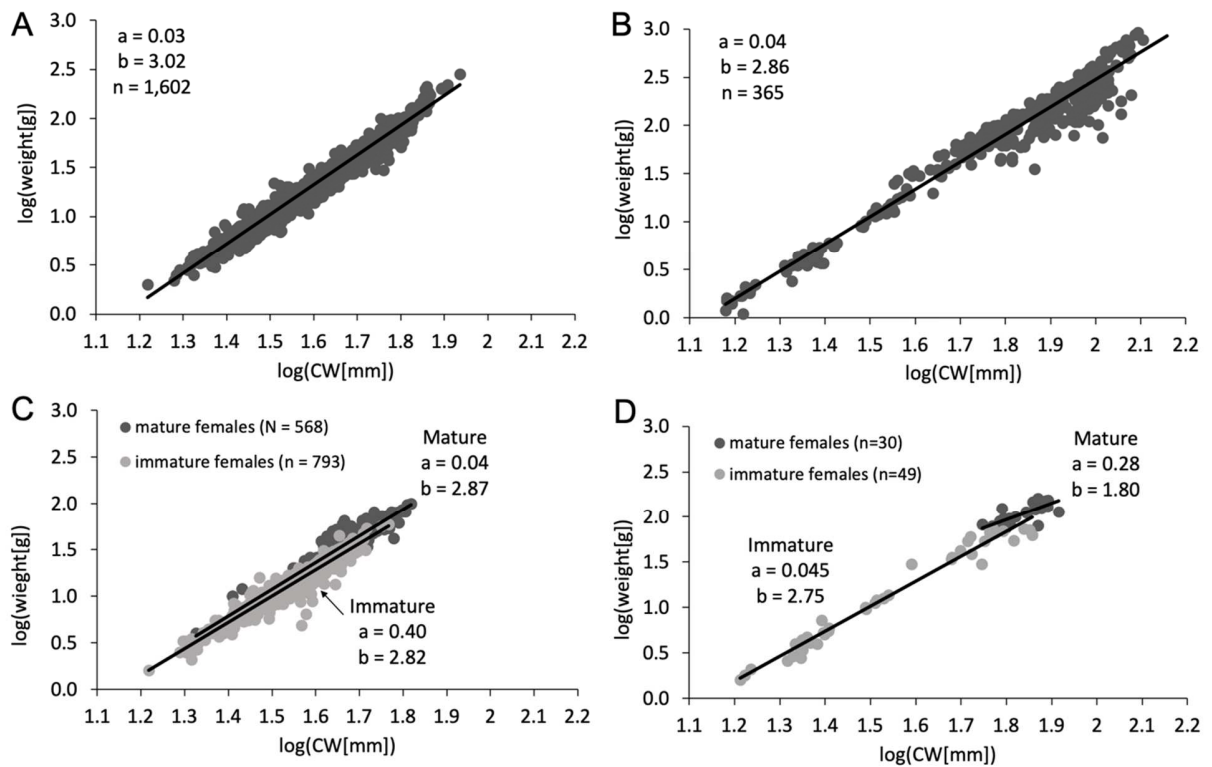 A
a = 0.03
b = 3.02
n = 1,602
log(weight[g])
3.0
2.5
2.0
1.5
1.0
0.5
0.0
1.1 1.2 1.3 1.4 1.5 1.6 1.7 1.8 1.9 2 2.1 2.2
log(CW[mm])
B
a = 0.04
b = 2.86
n = 365
log(weight[g])
3.0
2.5
2.0
1.5
1.0
0.5
0.0
1.1 1.2 1.3 1.4 1.5 1.6 1.7 1.8 1.9 2 2.1 2.2
log(CW[mm])
C
mature females (N = 568)
immature females (n = 793)
Mature
a = 0.04
b = 2.87
Immature
a = 0.40
b = 2.82
log(wieght[g])
3.0
2.5
2.0
1.5
1.0
0.5
0.0
1.1 1.2 1.3 1.4 1.5 1.6 1.7 1.8 1.9 2 2.1 2.2
log(CW[mm])
D
mature females (n=30)
immature females (n=49)
Mature
a = 0.28
b = 1.80
Immature
a = 0.045
b = 2.75
log(weight[g])
3.0
2.5
2.0
1.5
1.0
0.5
0.0
1.1 1.2 1.3 1.4 1.5 1.6 1.7 1.8 1.9 2 2.1 2.2
log(CW[mm])